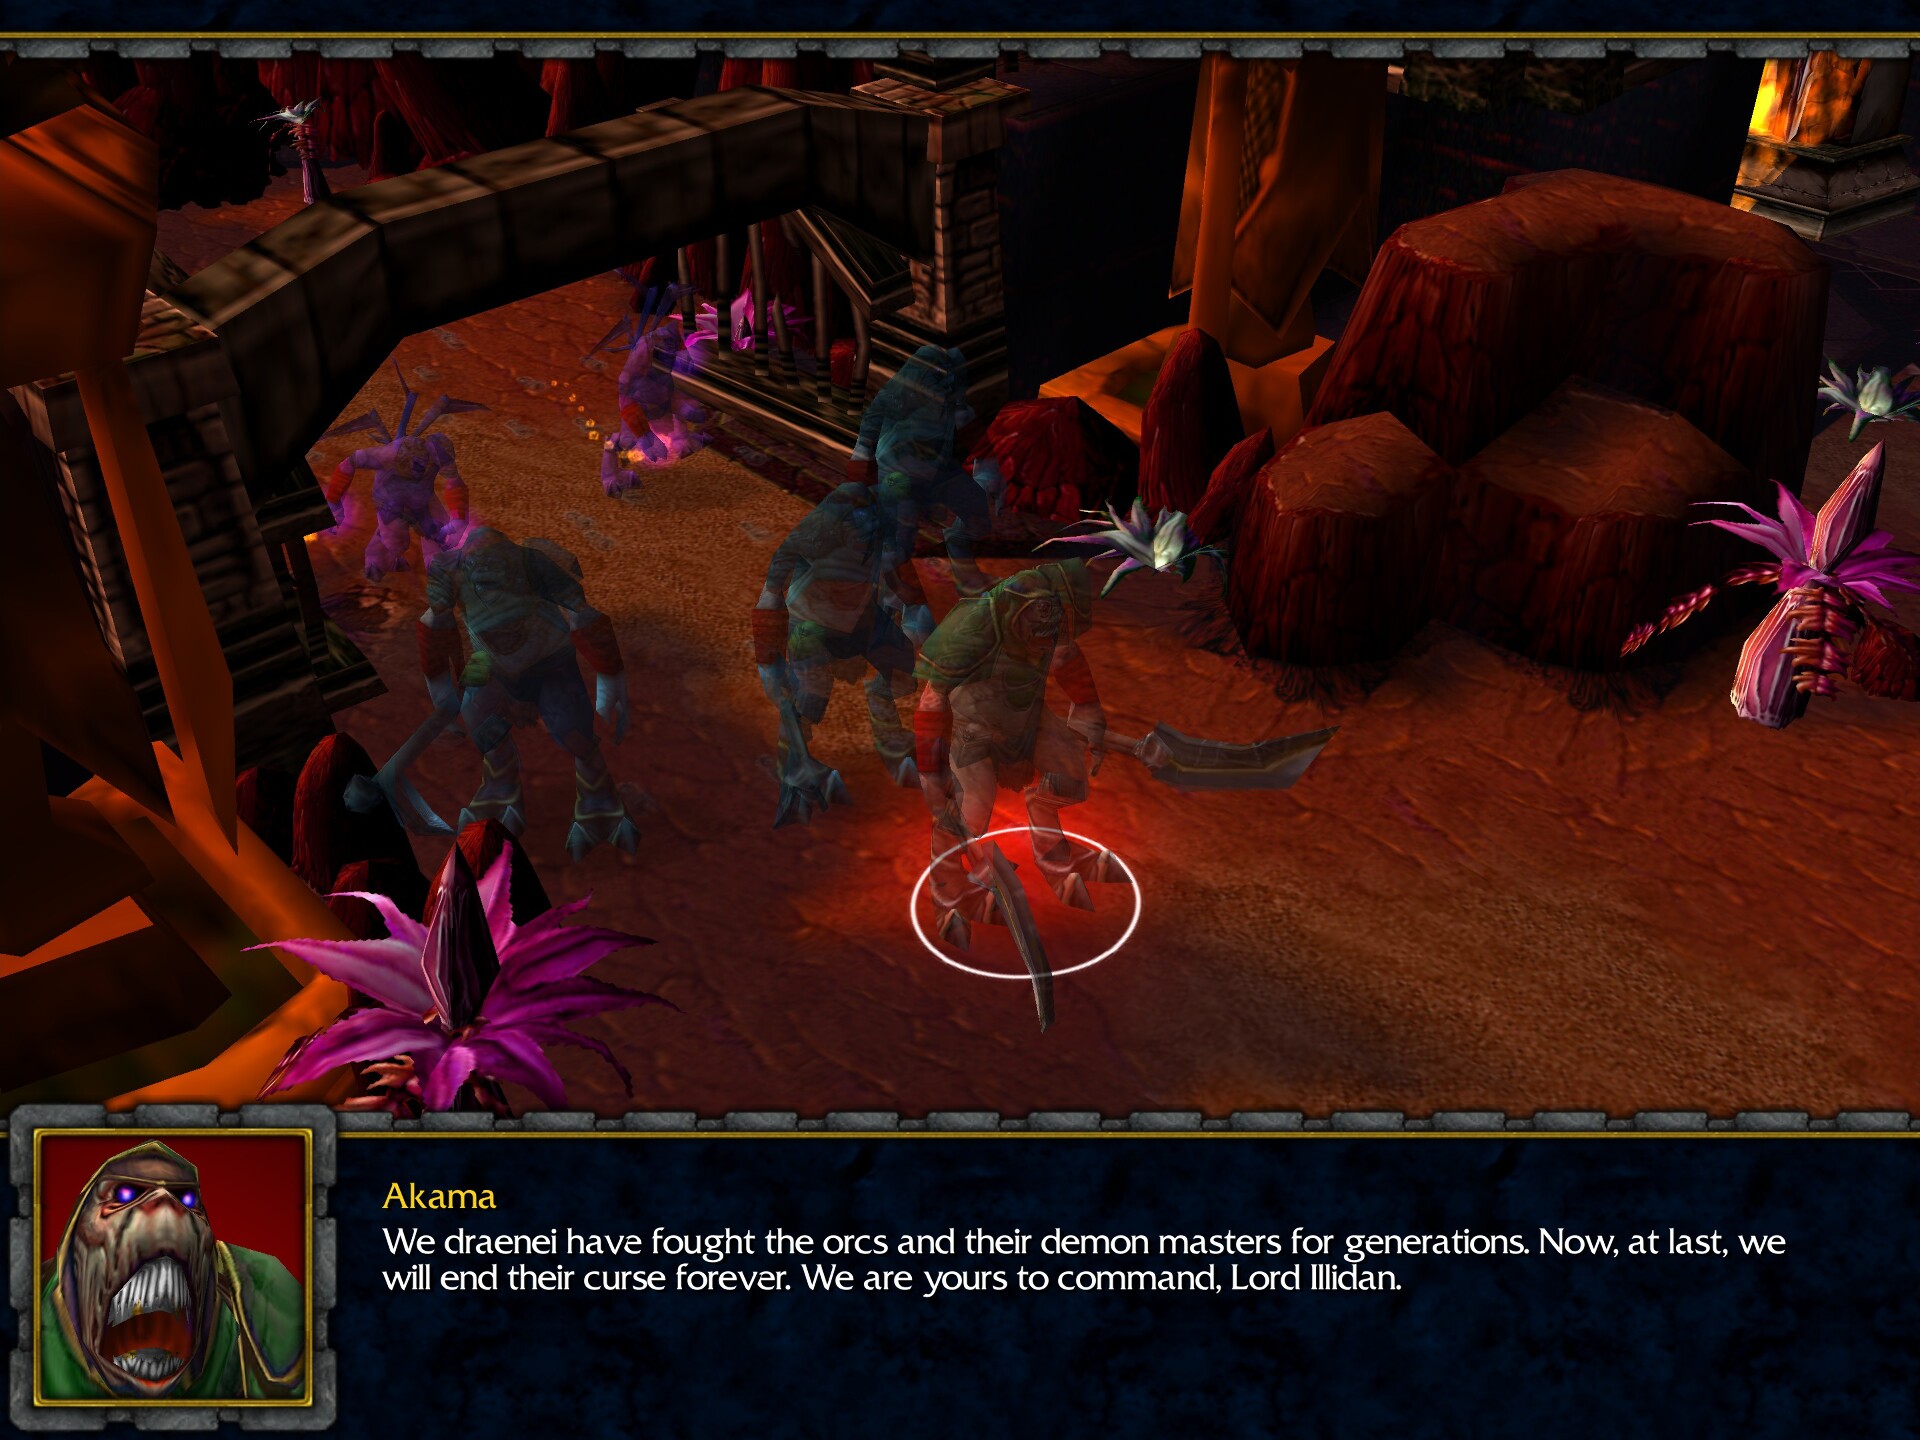 Akama
We draenei have fought the orcs and their demon masters for generations. Now, at last, we
will end their curse forever. We are yours to command, Lord Illidan.